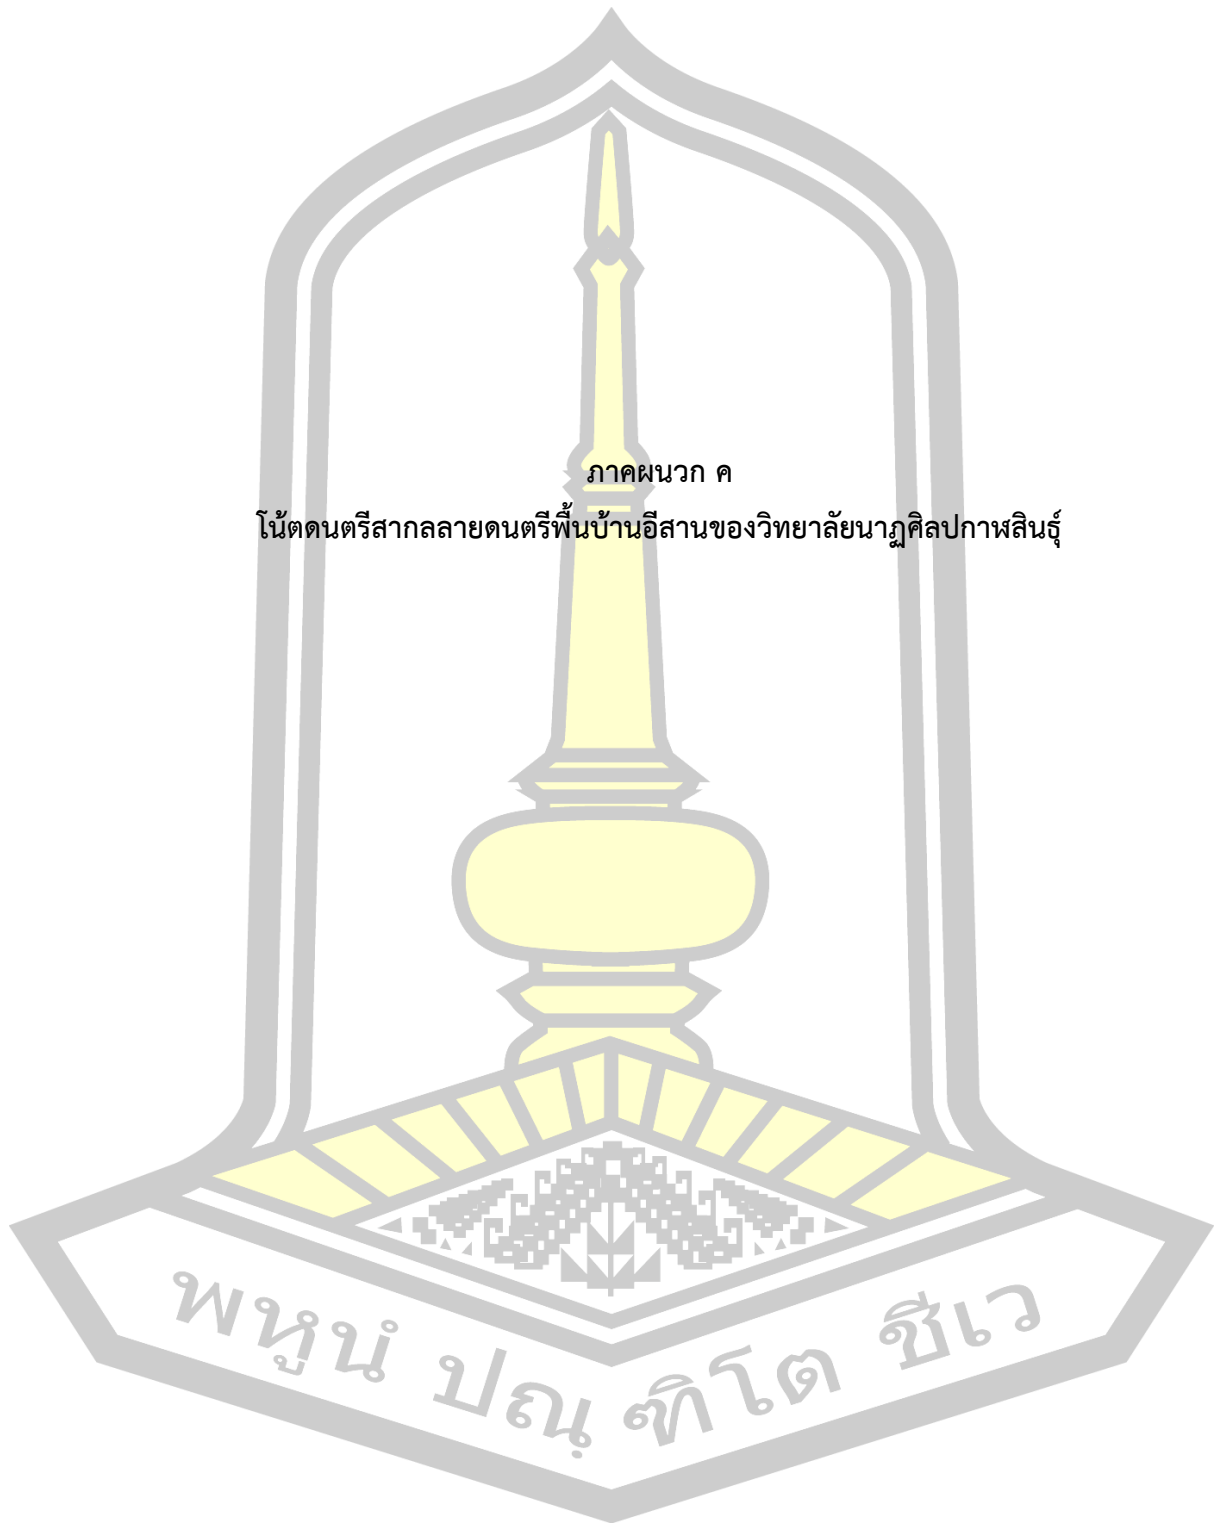 ภาคผนวก ค
โน้ตดนตรีสากลลายดนตรีพื้นบ้านอีสานของวิทยาลัยนาฏศิลปกาฬสินธุ์
พหูนํ ปณฺ ฑิโต ชีเว